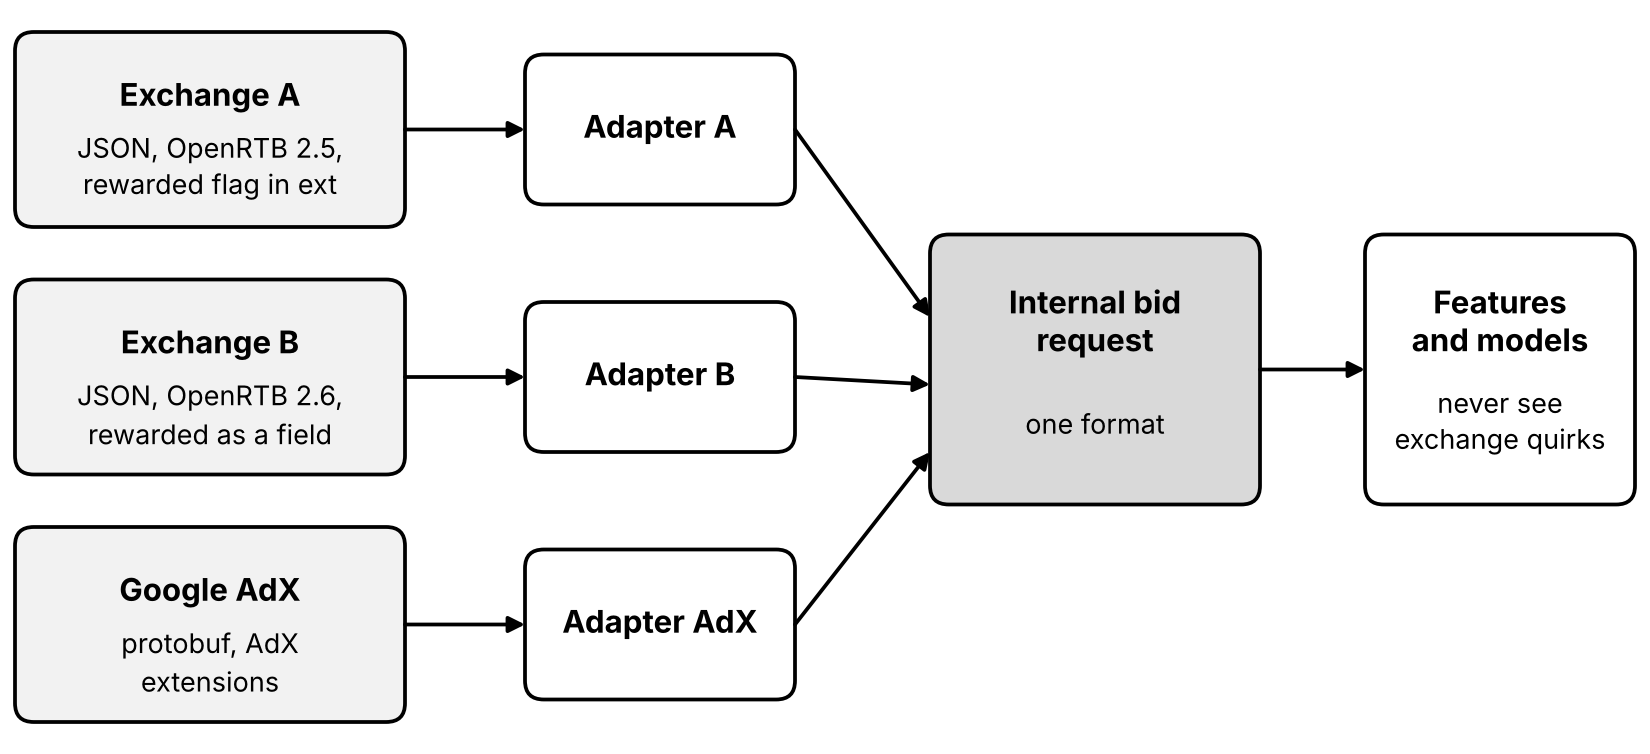 Exchange A
JSON, OpenRTB 2.5,
rewarded flag in ext
Adapter A
Exchange B
JSON, OpenRTB 2.6,
rewarded as a field
Adapter B
Google AdX
protobuf, AdX
extensions
Adapter AdX
Internal bid
request
one format
Features
and models
never see
exchange quirks